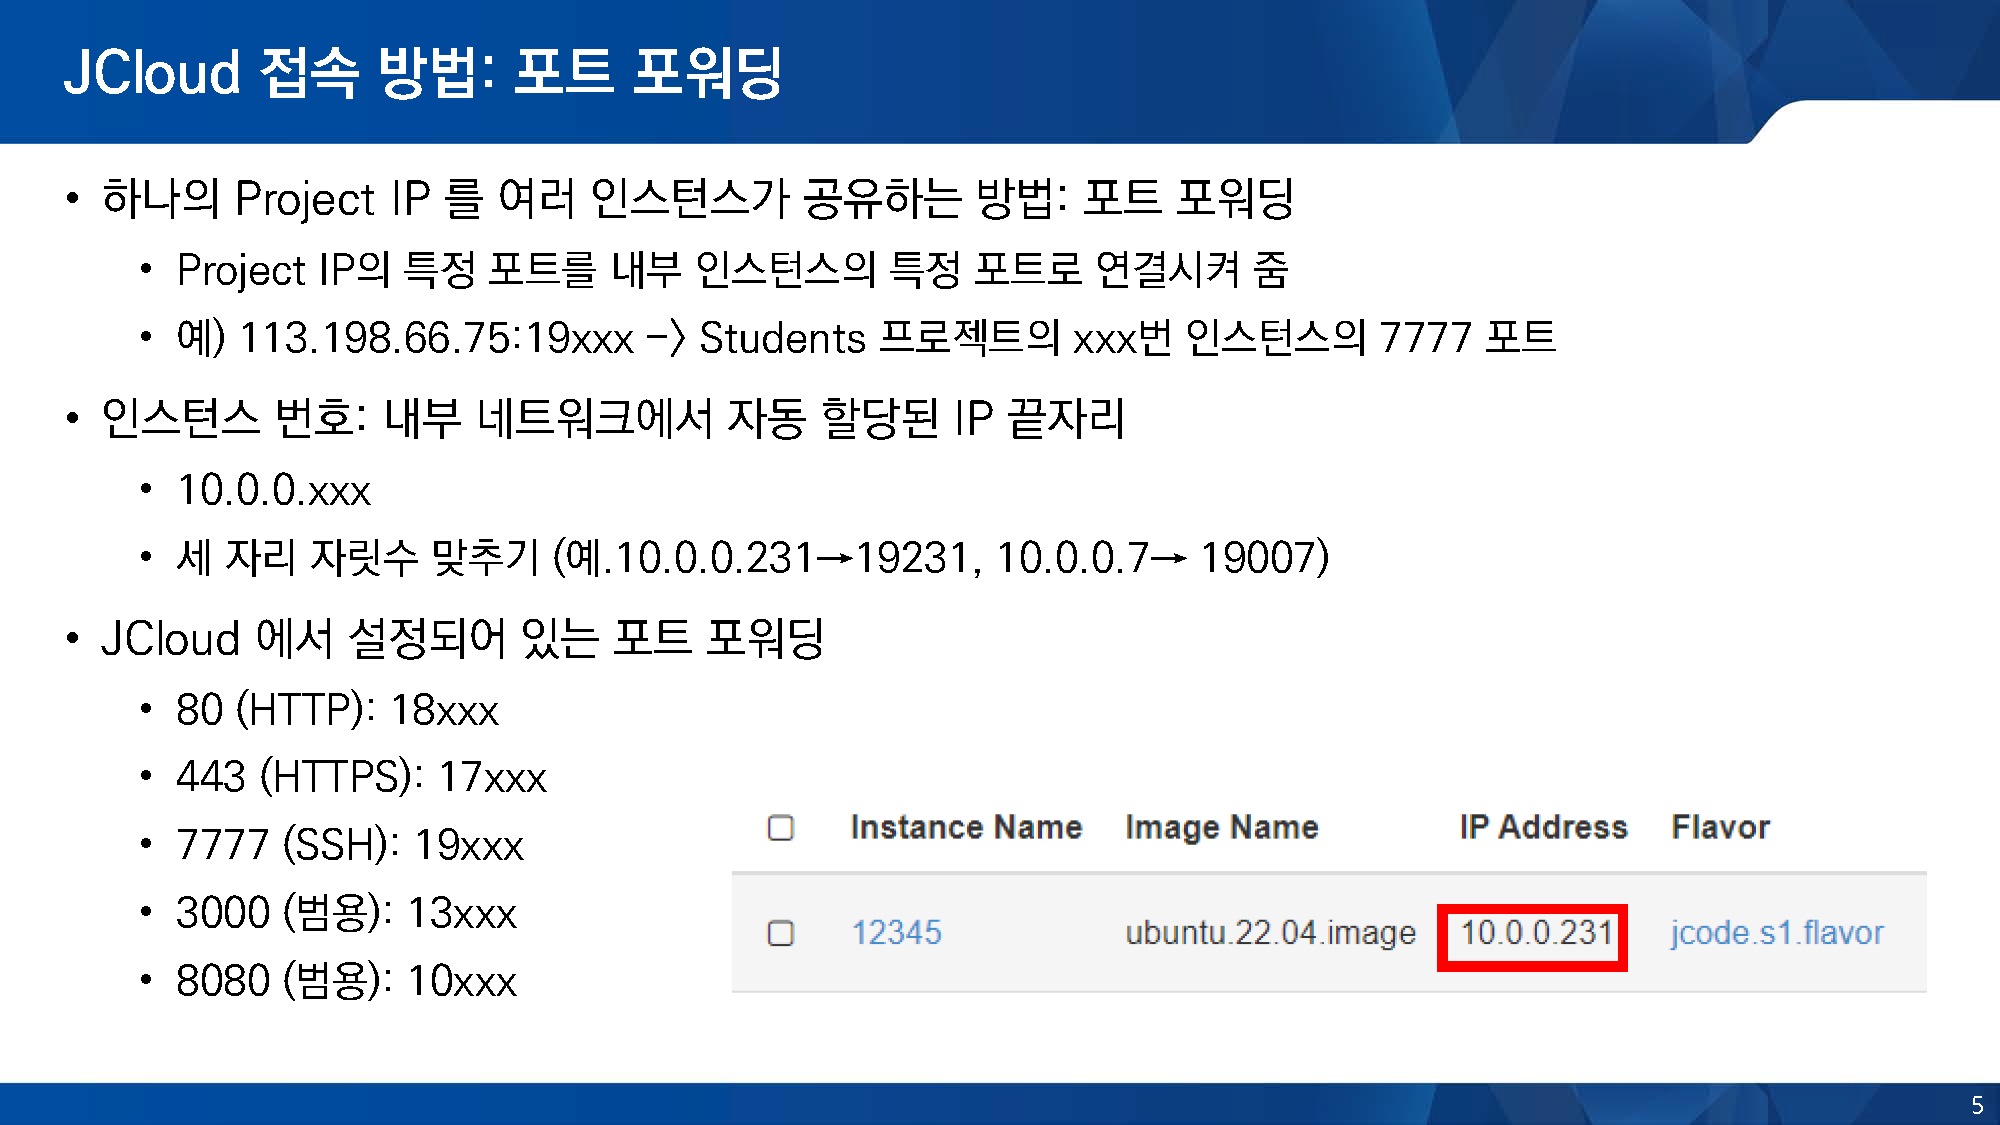 JCloud 접속 방법: 포트 포워딩
• 하나의 Project IP 를 여러 인스턴스가 공유하는 방법: 포트 포워딩
• Project IP의 특정 포트를 내부 인스턴스의 특정 포트로 연결시켜 줌
• 예) 113.198.66.75:19xxx -> Students 프로젝트의 xxx번 인스턴스의 7777 포트
• 인스턴스 번호: 내부 네트워크에서 자동 할당된 IP 끝자리
• 10.0.0.xxx
• 세 자리 자릿수 맞추기 (예.10.0.0.231→19231, 10.0.0.7→ 19007)
• JCloud 에서 설정되어 있는 포트 포워딩
• 80 (HTTP): 18xxx
• 443 (HTTPS): 17xxx
• 7777 (SSH): 19xxx
• 3000 (범용): 13xxx
• 8080 (범용): 10xxx
Instance Name Image Name IP Address Flavor
12345 ubuntu.22.04.image 10.0.0.231 jcode.s1.flavor
5